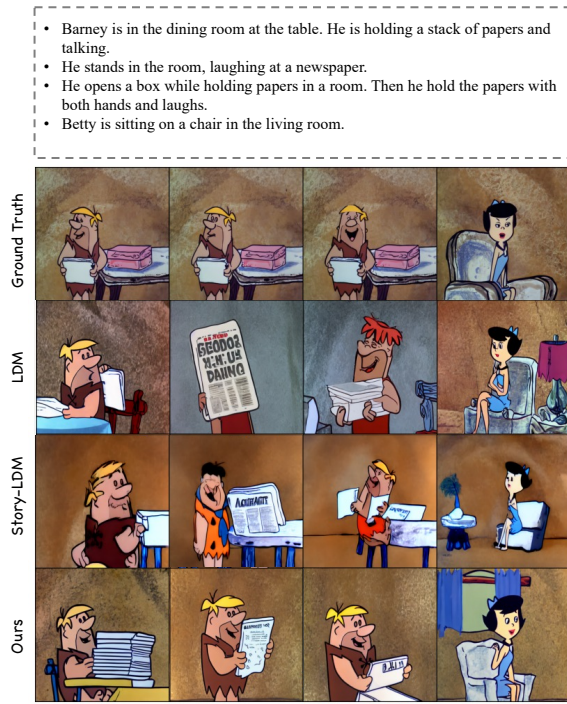 • Barney is in the dining room at the table. He is holding a stack of papers and
talking.
• He stands in the room, laughing at a newspaper.
• He opens a box while holding papers in a room. Then he hold the papers with
both hands and laughs.
• Betty is sitting on a chair in the living room.
Ground Truth
LDM
Story-LDM
Ours